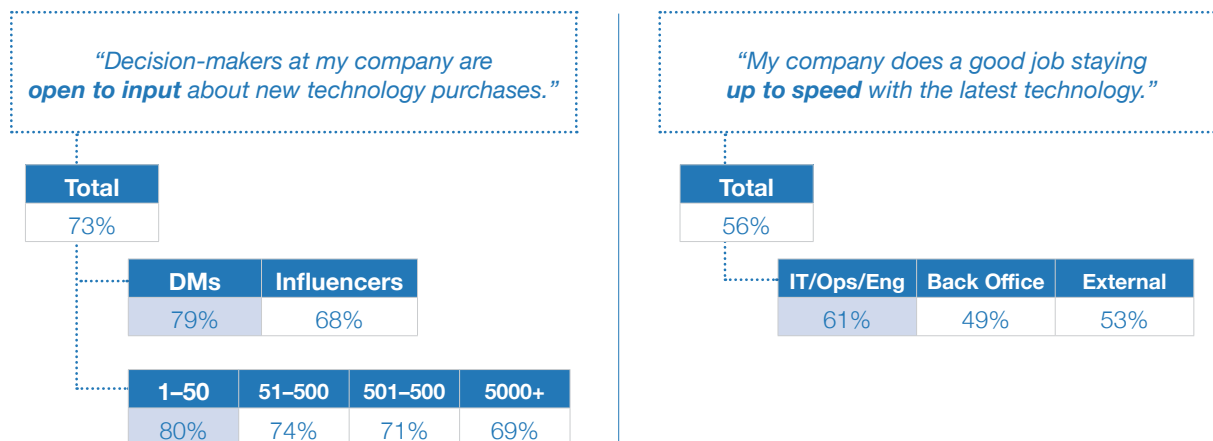 “Decision-makers at my company are
open to input about new technology purchases.”
Total
73%
DMs Influencers
79% 68%
1–50 51–500 501–500 5000+
80% 74% 71% 69%
“My company does a good job staying
up to speed with the latest technology.”
Total
56%
IT/Ops/Eng Back Office External
61% 49% 53%